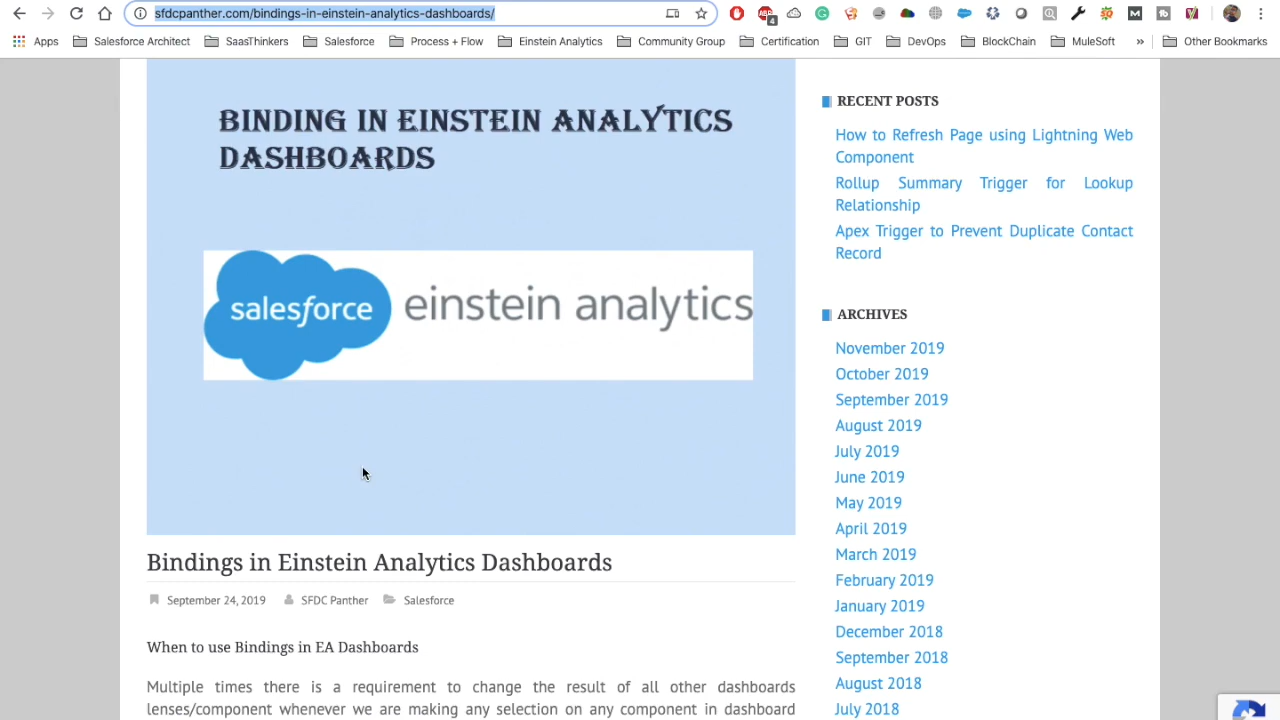 sfdcpanther.com/bindings-in-einstein-analytics-dashboards/
4
Apps Salesforce Architect SaasThinkers Salesforce Process + Flow Einstein Analytics Community Group Certification GIT DevOps BlockChain MuleSoft » Other Bookmarks
BINDING IN EINSTEIN ANALYTICS
DASHBOARDS
salesforce einstein analytics
Bindings in Einstein Analytics Dashboards
September 24, 2019 SFDC Panther Salesforce
When to use Bindings in EA Dashboards
Multiple times there is a requirement to change the result of all other dashboards
lenses/component whenever we are making any selection on any component in dashboard
RECENT POSTS
How to Refresh Page using Lightning Web
Component
Rollup Summary Trigger for Lookup
Relationship
Apex Trigger to Prevent Duplicate Contact
Record
ARCHIVES
November 2019
October 2019
September 2019
August 2019
July 2019
June 2019
May 2019
April 2019
March 2019
February 2019
January 2019
December 2018
September 2018
August 2018
July 2018